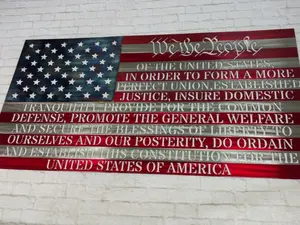 We the People
OF THE UNITED STATES,
IN ORDER TO FORM A MORE
PERFECT UNION, ESTABLISHED
JUSTICE, INSURE DOMESTIC
TRANQUILITY, PROVIDE FOR THE COMMON
DEFENSE, PROMOTE THE GENERAL WELFARE
AND SECURE THE BLESSINGS OF LIBERTY TO
OURSELVES AND OUR POSTERITY, DO ORDAIN
AND ESTABLISH THIS CONSTITUTION FOR THE
UNITED STATES OF AMERICA